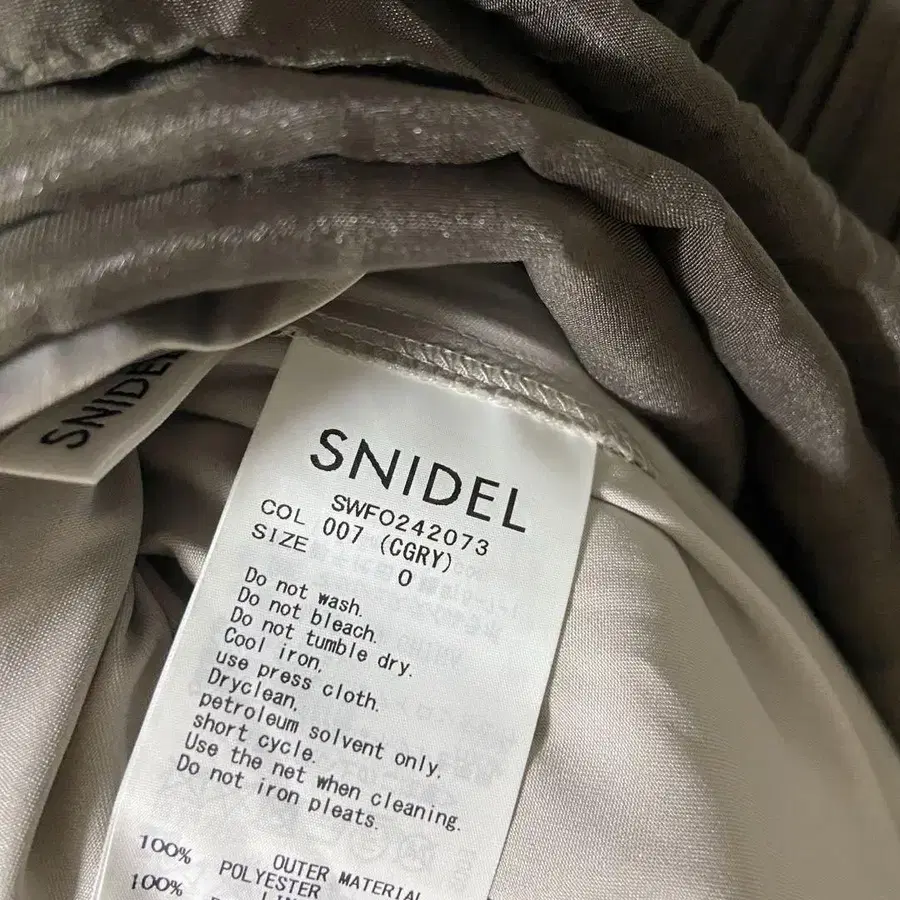 SNIDEL
SNIDEL
SWFO242073
COL 007 (CGRY)
SIZE 0
Do not wash.
Do not bleach.
Do not tumble dry.
Cool iron,
use press cloth.
Dryclean,
petroleum solvent only,
short cycle.
Use the net when cleaning.
Do not iron pleats.
OUTER MATERIAL
100% POLYESTER
100%